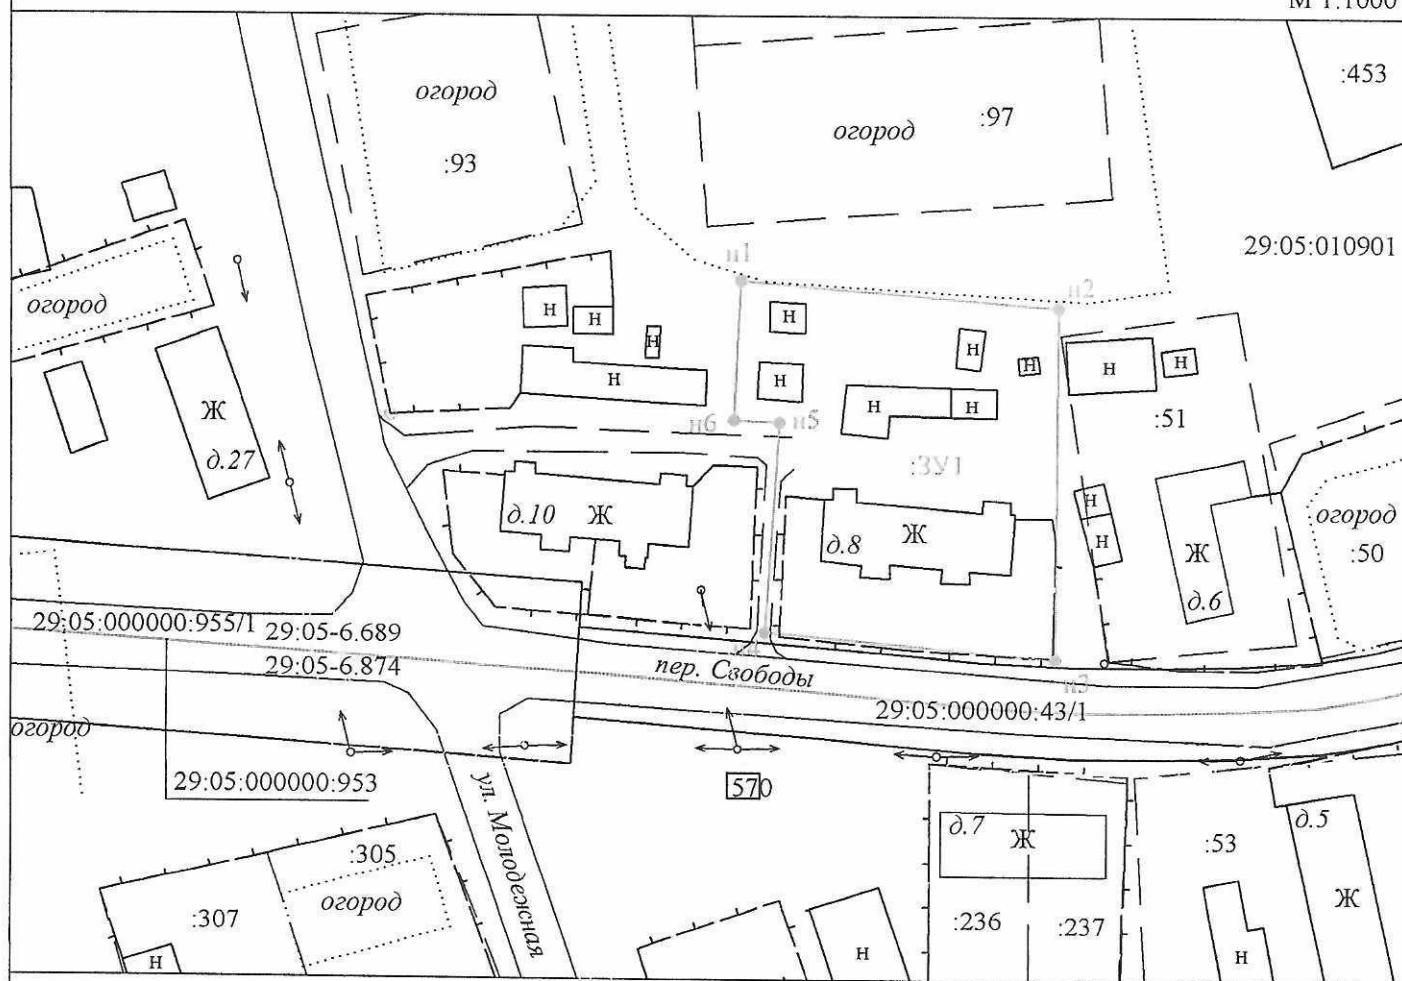 М 1:1000
:453
огород
:93
огород
:97
29:05:010901
огород
н1
н2
н
н
н
н
н
н
н
н
н
н
н
н
:51
Ж
д.27
н6
н5
:ЗУ1
д.10
Ж
д.8
Ж
н
н
Ж
д.6
огород
:50
29:05:000000:955/1
29:05-6.689
29:05-6.874
н4
пер. Свободы
н3
29:05:000000:43/1
огород
29:05:000000:953
570
ул. Молодежная
д.7
Ж
:53
д.5
Ж
:305
огород
:307
н
:236
:237
н
н